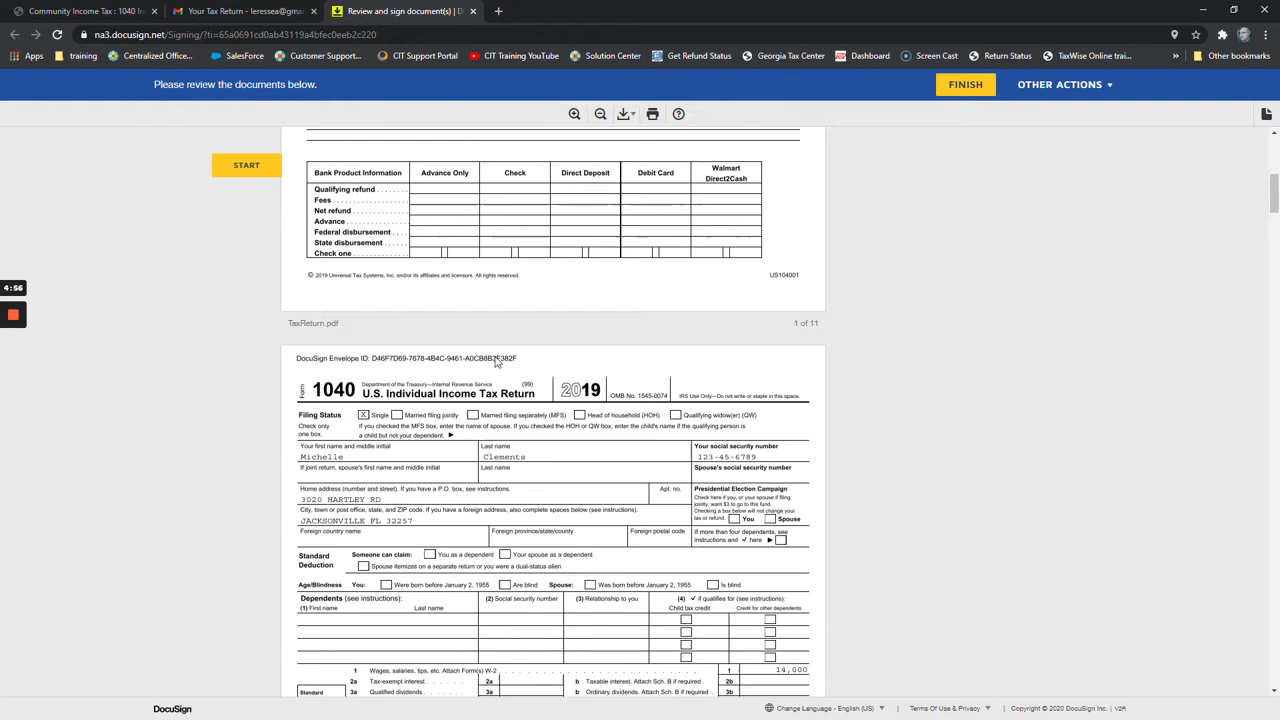 Community Tax: 1040 In
Your Tax Return - leressea@gmai
Review and Sign 1 Document | D
na3.docusign.net/Signing/?ti=65a0691cd0ab43119a4bfec0eeb2c220
Apps
training
Continuing Education
CIT Training YouTube
Social Media Content
Get Refund Status
Georgia Tax Center
IRS Dashboard
Screencastify
Return Status
TaxWise Online | Tr...
Other bookmarks
Please review the documents below.
FINISH
OTHER ACTIONS
START
Bank Product Information
Advance Only
Check
Direct Deposit
Debit Card
Walmart
Direct2Cash
Qualifying refund
Fees
Net refund
Advance
Federal disbursement
State disbursement
Check one
4:56
© 2019 Universal Tax Systems, Inc. and/or its affiliates and licensors. All rights reserved.
US104001
TaxReturn.pdf
1 of 11
DocuSign Envelope ID: D46F7D69-7678-4B4C-9461-A0CB8B3F382F
Form
1040
Department of the Treasury—Internal Revenue Service (99)
U.S. Individual Income Tax Return
2019
OMB No. 1545-0074
IRS Use Only—Do not write or staple in this space.
Filing Status
X Single
Married filing jointly
Married filing separately (MFS)
Head of household (HOH)
Qualifying widow(er) (QW)
Check only
one box.
If you checked the MFS box, enter the name of spouse. If you checked the HOH or QW box, enter the child's name if the qualifying person is
a child but not your dependent. ►
Your first name and middle initial
Last name
Your social security number
Michelle
Clements
123-45-6789
If joint return, spouse's first name and middle initial
Last name
Spouse's social security number
Home address (number and street). If you have a P.O. box, see instructions.
Apt. no.
Presidential Election Campaign
3020 HARTLEY RD
Check here if you, or your spouse if filing
jointly, want $3 to go to this fund.
Checking a box below will not change your
tax or refund.
You
Spouse
City, town or post office, state, and ZIP code. If you have a foreign address, also complete spaces below (see instructions).
JACKSONVILLE FL 32257
Foreign country name
Foreign province/state/county
Foreign postal code
If more than four dependents, see
instructions and ✓ here ►
Standard
Deduction
Someone can claim:
You as a dependent
Your spouse as a dependent
Spouse itemizes on a separate return or you were a dual-status alien
Age/Blindness
You:
Were born before January 2, 1955
Are blind
Spouse:
Was born before January 2, 1955
Is blind
Dependents (see instructions):
(2) Social security number
(3) Relationship to you
(4) ✓ if qualifies for (see instructions):
(1) First name
Last name
Child tax credit
Credit for other dependents
1 Wages, salaries, tips, etc. Attach Form(s) W-2
1
14,000
2a Tax-exempt interest
2a
b Taxable interest. Attach Sch. B if required
2b
Standard
3a Qualified dividends
3a
b Ordinary dividends. Attach Sch. B if required
3b
DocuSign
Change Language - English (US)
Terms Of Use & Privacy
Copyright © 2020 DocuSign Inc.
V2R